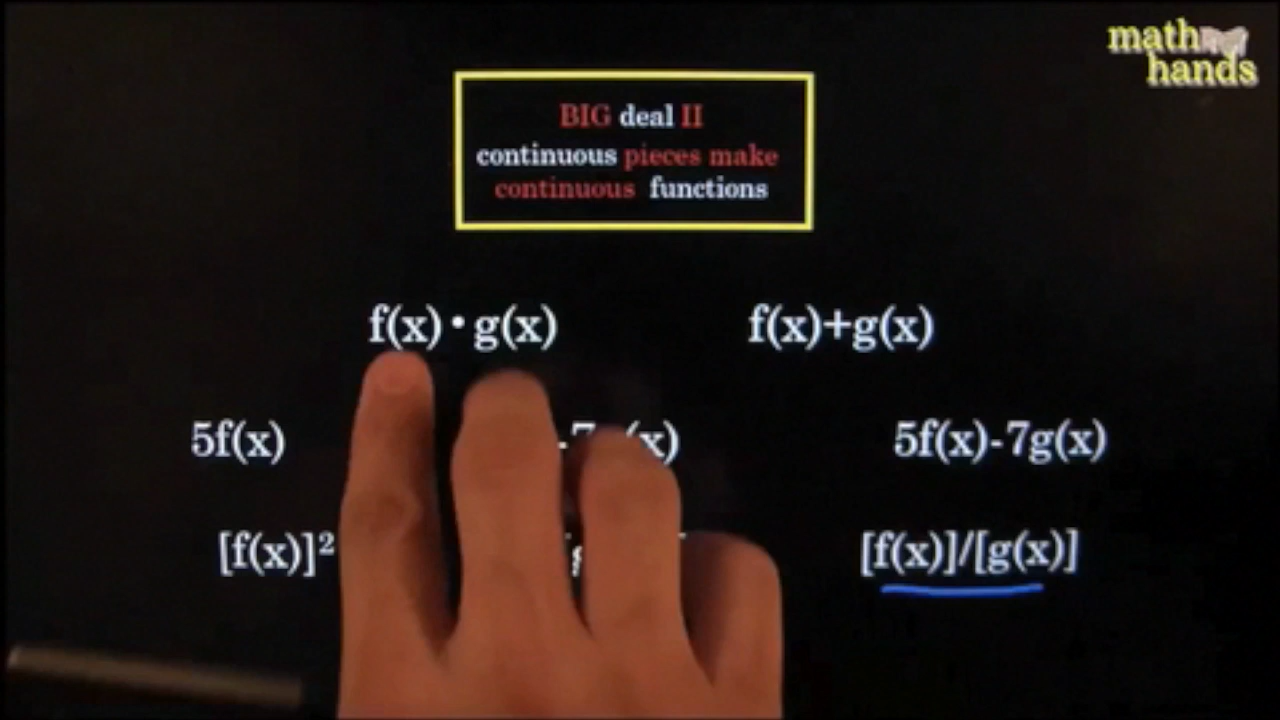 math
hands
BIG deal II
continuous pieces make
continuous functions
f(x)•g(x) f(x)+g(x)
5f(x) (x) 5f(x)-7g(x)
[f(x)]² [f(x)]/[g(x)]